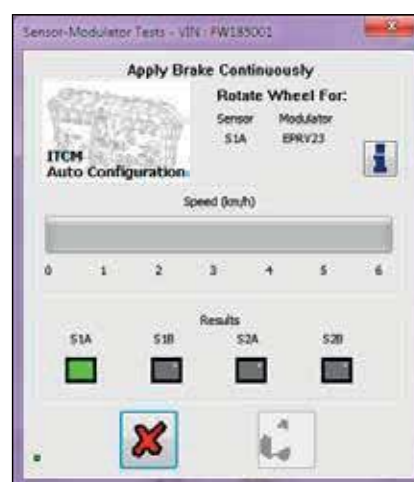 Sensor-Modulator Tests - VIN : FW185001
Apply Brake Continuously
Rotate Wheel For:
Sensor Modulator
S1A EPRV23
ITCM
Auto Configuration
Speed (km/h)
0 1 2 3 4 5 6
Results
S1A S1B S2A S2B